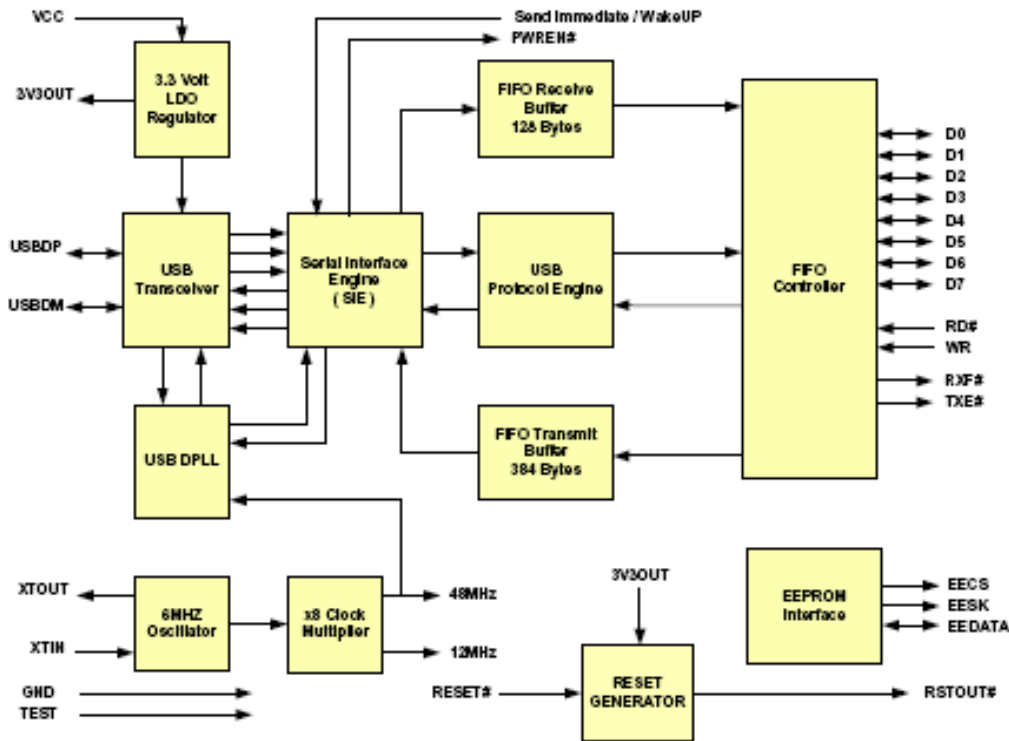 VCC
Send Immediate / WakeUP
PWREN#
3.3 Volt
LDO
Regulator
3V3OUT
FIFO Receive
Buffer
128 Bytes
D0
D1
D2
D3
D4
D5
D6
D7
USBDP
USBDM
USB
Transceiver
Serial Interface
Engine
( SIE )
USB
Protocol Engine
FIFO
Controller
RD#
WR
RXF#
TXE#
USB DPLL
FIFO Transmit
Buffer
384 Bytes
XTOUT
XTIN
6MHZ
Oscillator
x8 Clock
Multiplier
48MHz
12MHz
3V3OUT
EEPROM
Interface
EECS
EESK
EEDATA
GND
TEST
RESET#
RESET
GENERATOR
RSTOUT#